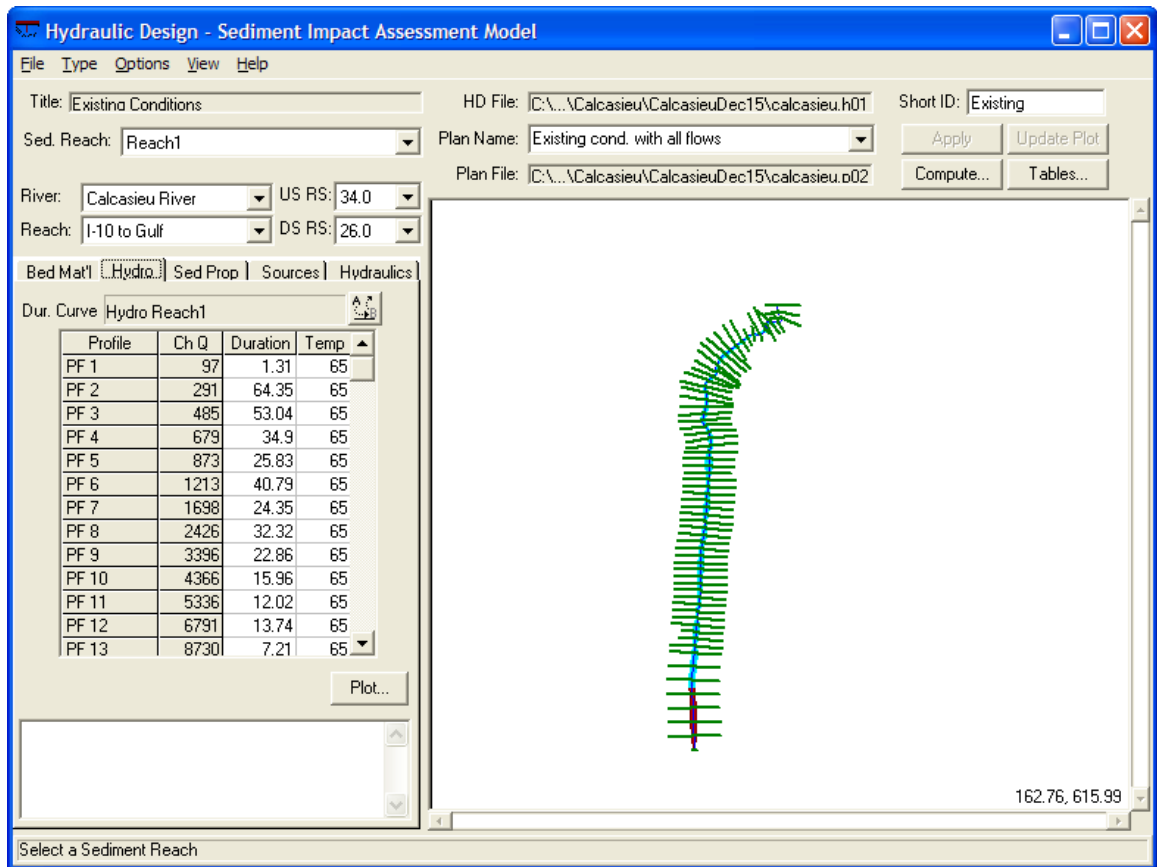 Hydraulic Design - Sediment Impact Assessment Model
File Type Options View Help
Title: Existing Conditions
HD File: C:\...\Calcasieu\CalcasieuDec15\calcasieu.h01
Short ID: Existing
Sed. Reach: Reach1
Plan Name: Existing cond. with all flows
Apply Update Plot
Plan File: C:\...\Calcasieu\CalcasieuDec15\calcasieu.p02
Compute... Tables...
River: Calcasieu River US RS: 34.0
Reach: I-10 to Gulf DS RS: 26.0
Bed Mat'l Hydro Sed Prop Sources Hydraulics
Dur. Curve Hydro Reach1
A B
Profile Ch Q Duration Temp
PF 1 97 1.31 65
PF 2 291 64.35 65
PF 3 485 53.04 65
PF 4 679 34.9 65
PF 5 873 25.83 65
PF 6 1213 40.79 65
PF 7 1698 24.35 65
PF 8 2426 32.32 65
PF 9 3396 22.86 65
PF 10 4366 15.96 65
PF 11 5336 12.02 65
PF 12 6791 13.74 65
PF 13 8730 7.21 65
Plot...
162.76, 615.99
Select a Sediment Reach